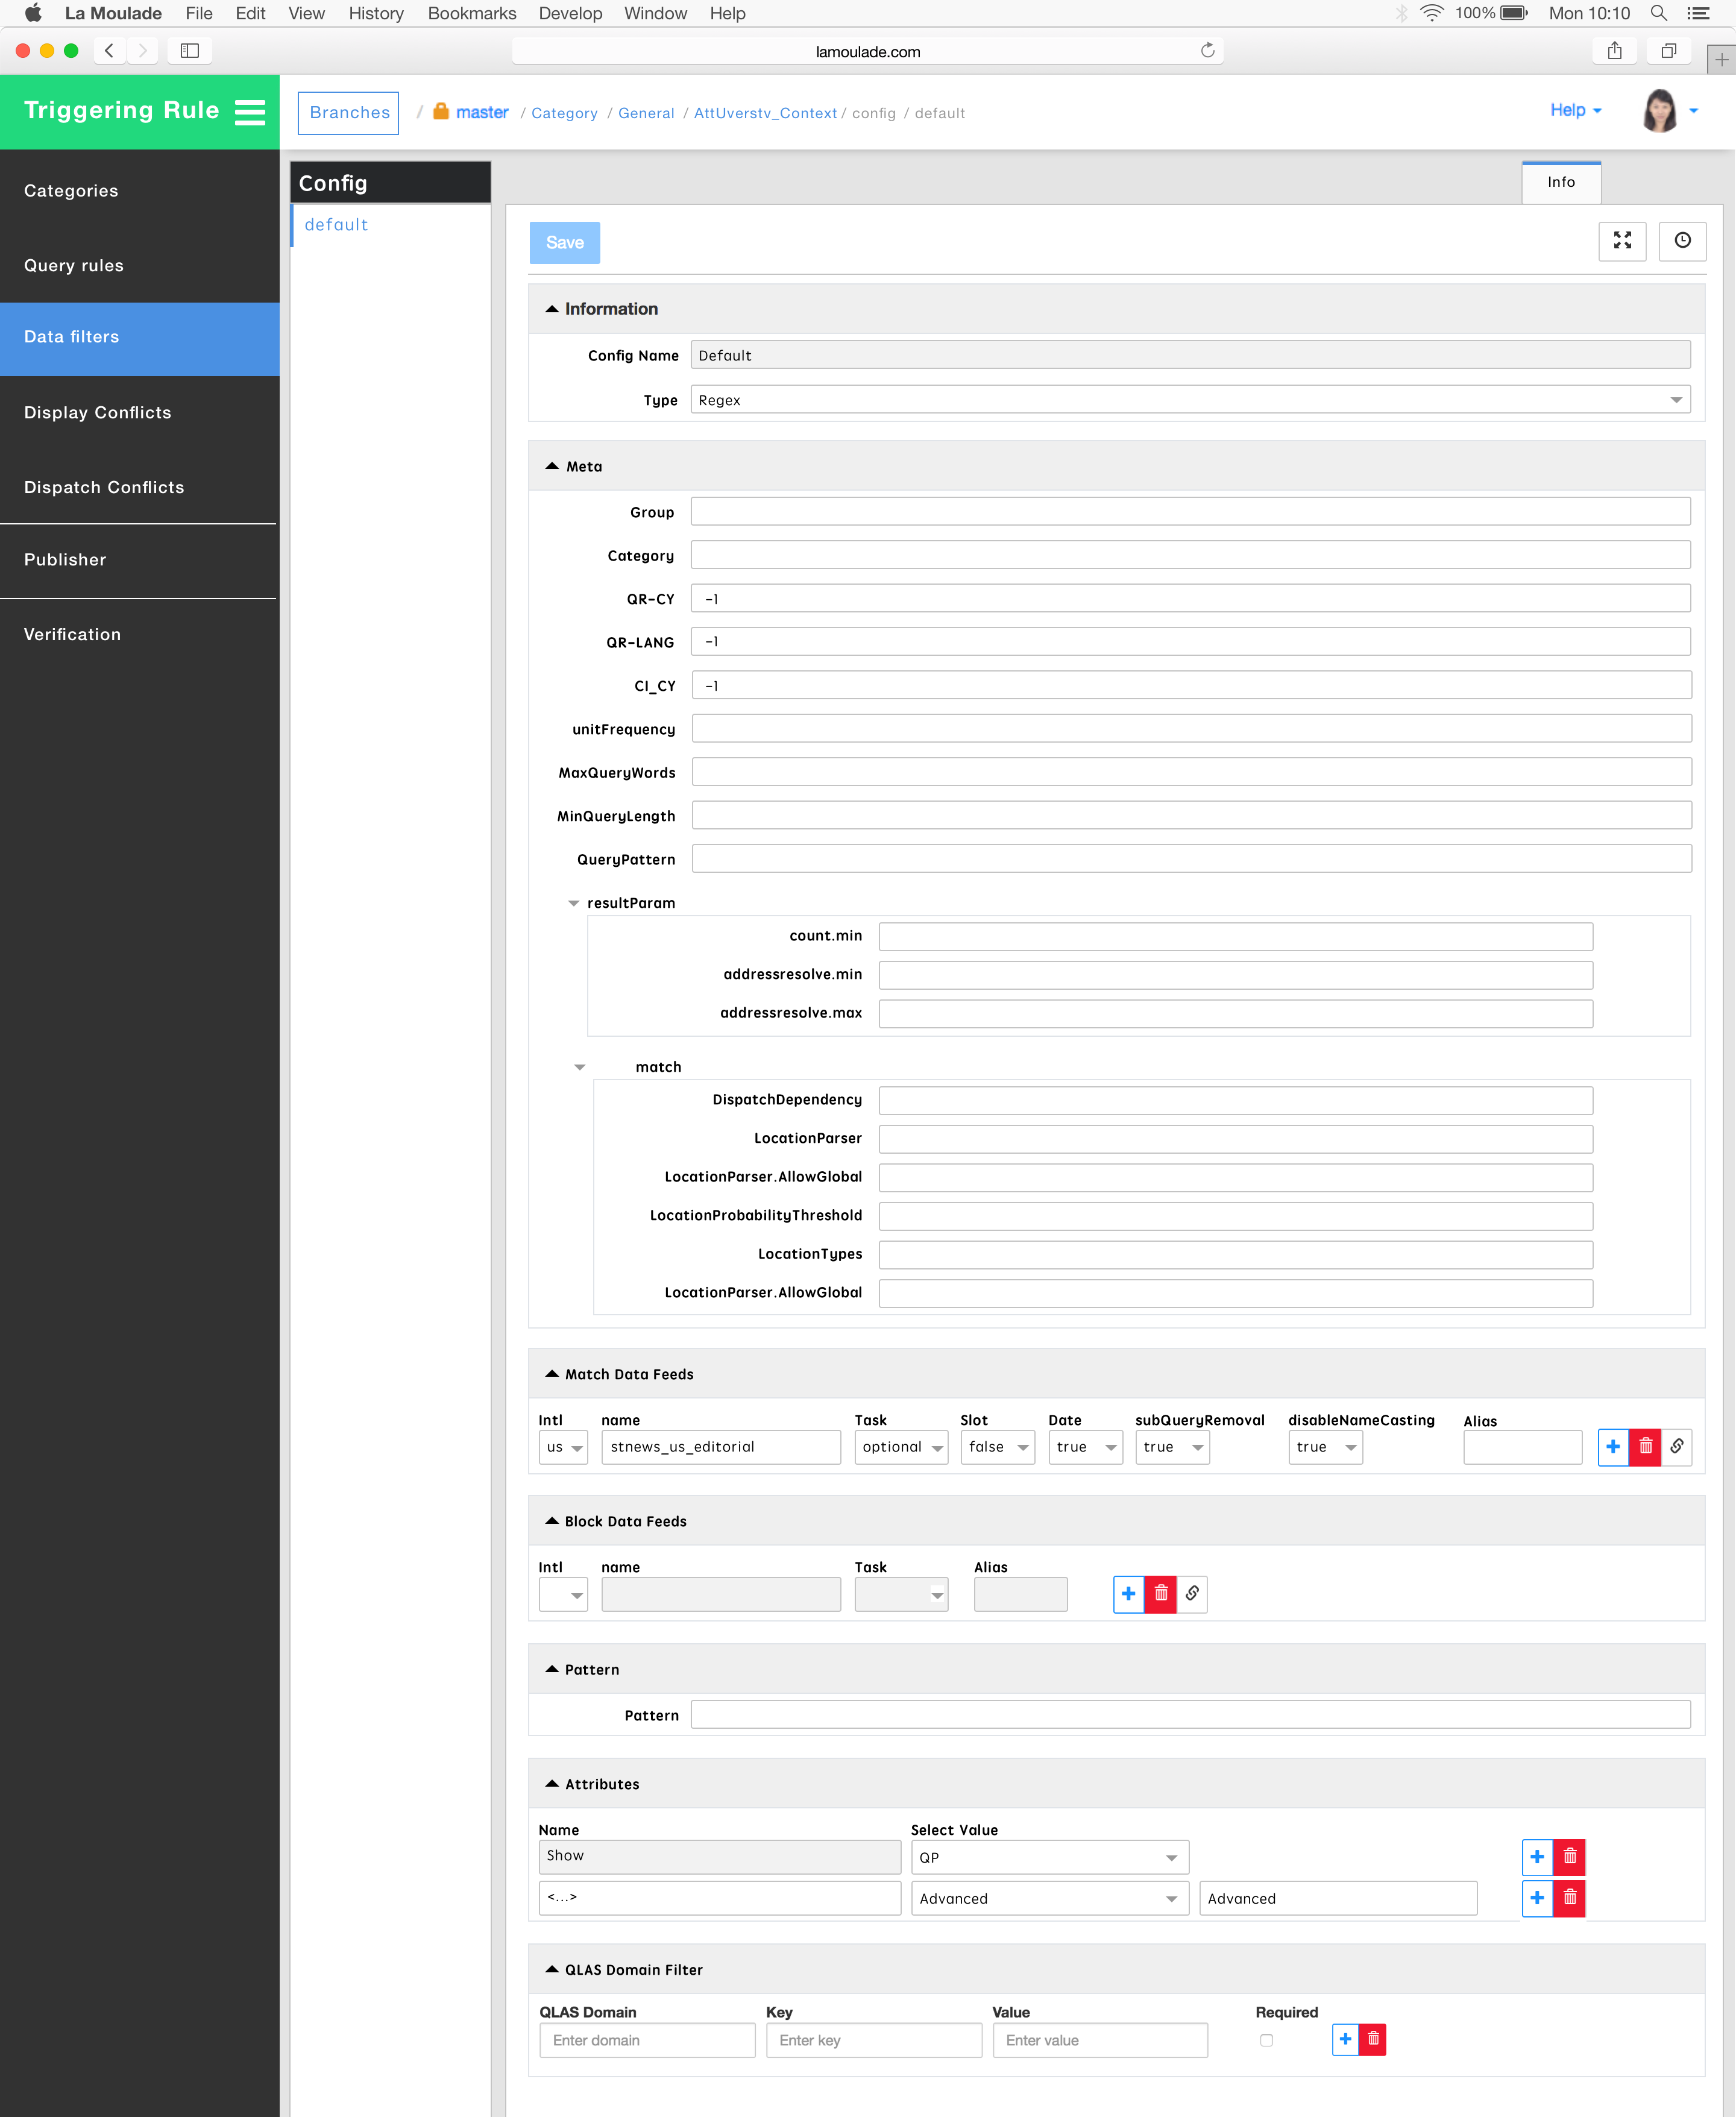 La Moulade File Edit View History Bookmarks Develop Window Help 100% Mon 10:10
lamoulade.com
Triggering Rule Branches / master / Category / General / AttUverstv_Context / config / default Help
Categories
Query rules
Data filters
Display Conflicts
Dispatch Conflicts
Publisher
Verification
Config
default
Info
Save
Information
Config Name Default
Type Regex
Meta
Group
Category
QR-CY -1
QR-LANG -1
CI_CY -1
unitFrequency
MaxQueryWords
MinQueryLength
QueryPattern
resultParam
count.min
addressresolve.min
addressresolve.max
match
DispatchDependency
LocationParser
LocationParser.AllowGlobal
LocationProbabilityThreshold
LocationTypes
LocationParser.AllowGlobal
Match Data Feeds
Intl name Task Slot Date subQueryRemoval disableNameCasting Alias
us stnews_us_editorial optional false true true true
Block Data Feeds
Intl name Task Alias
Pattern
Pattern
Attributes
Name Select Value
Show QP
<...> Advanced Advanced
QLAS Domain Filter
QLAS Domain Key Value Required
Enter domain Enter key Enter value